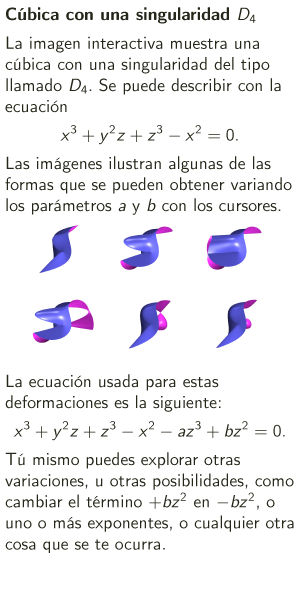 Cúbica con una singularidad D₄
La imagen interactiva muestra una
cúbica con una singularidad del tipo
llamado D₄. Se puede describir con la
ecuación
x³ + y²z + z³ − x² = 0.
Las imágenes ilustran algunas de las
formas que se pueden obtener variando
los parámetros a y b con los cursores.
La ecuación usada para estas
deformaciones es la siguiente:
x³ + y²z + z³ − x² − az³ + bz² = 0.
Tú mismo puedes explorar otras
variaciones, u otras posibilidades, como
cambiar el término +bz² en −bz², o
uno o más exponentes, o cualquier otra
cosa que se te ocurra.